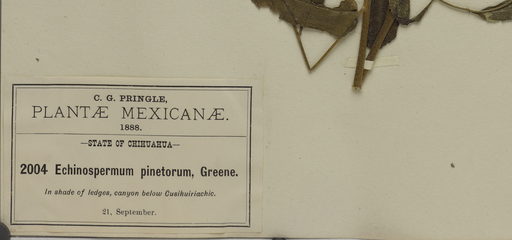 C. G. PRINGLE,
PLANTÆ MEXICANÆ.
1888.
—STATE OF CHIHUAHUA—
2004 Echinospermum pinetorum, Greene.
In shade of ledges, canyon below Cusihuiriachic.
21, September.